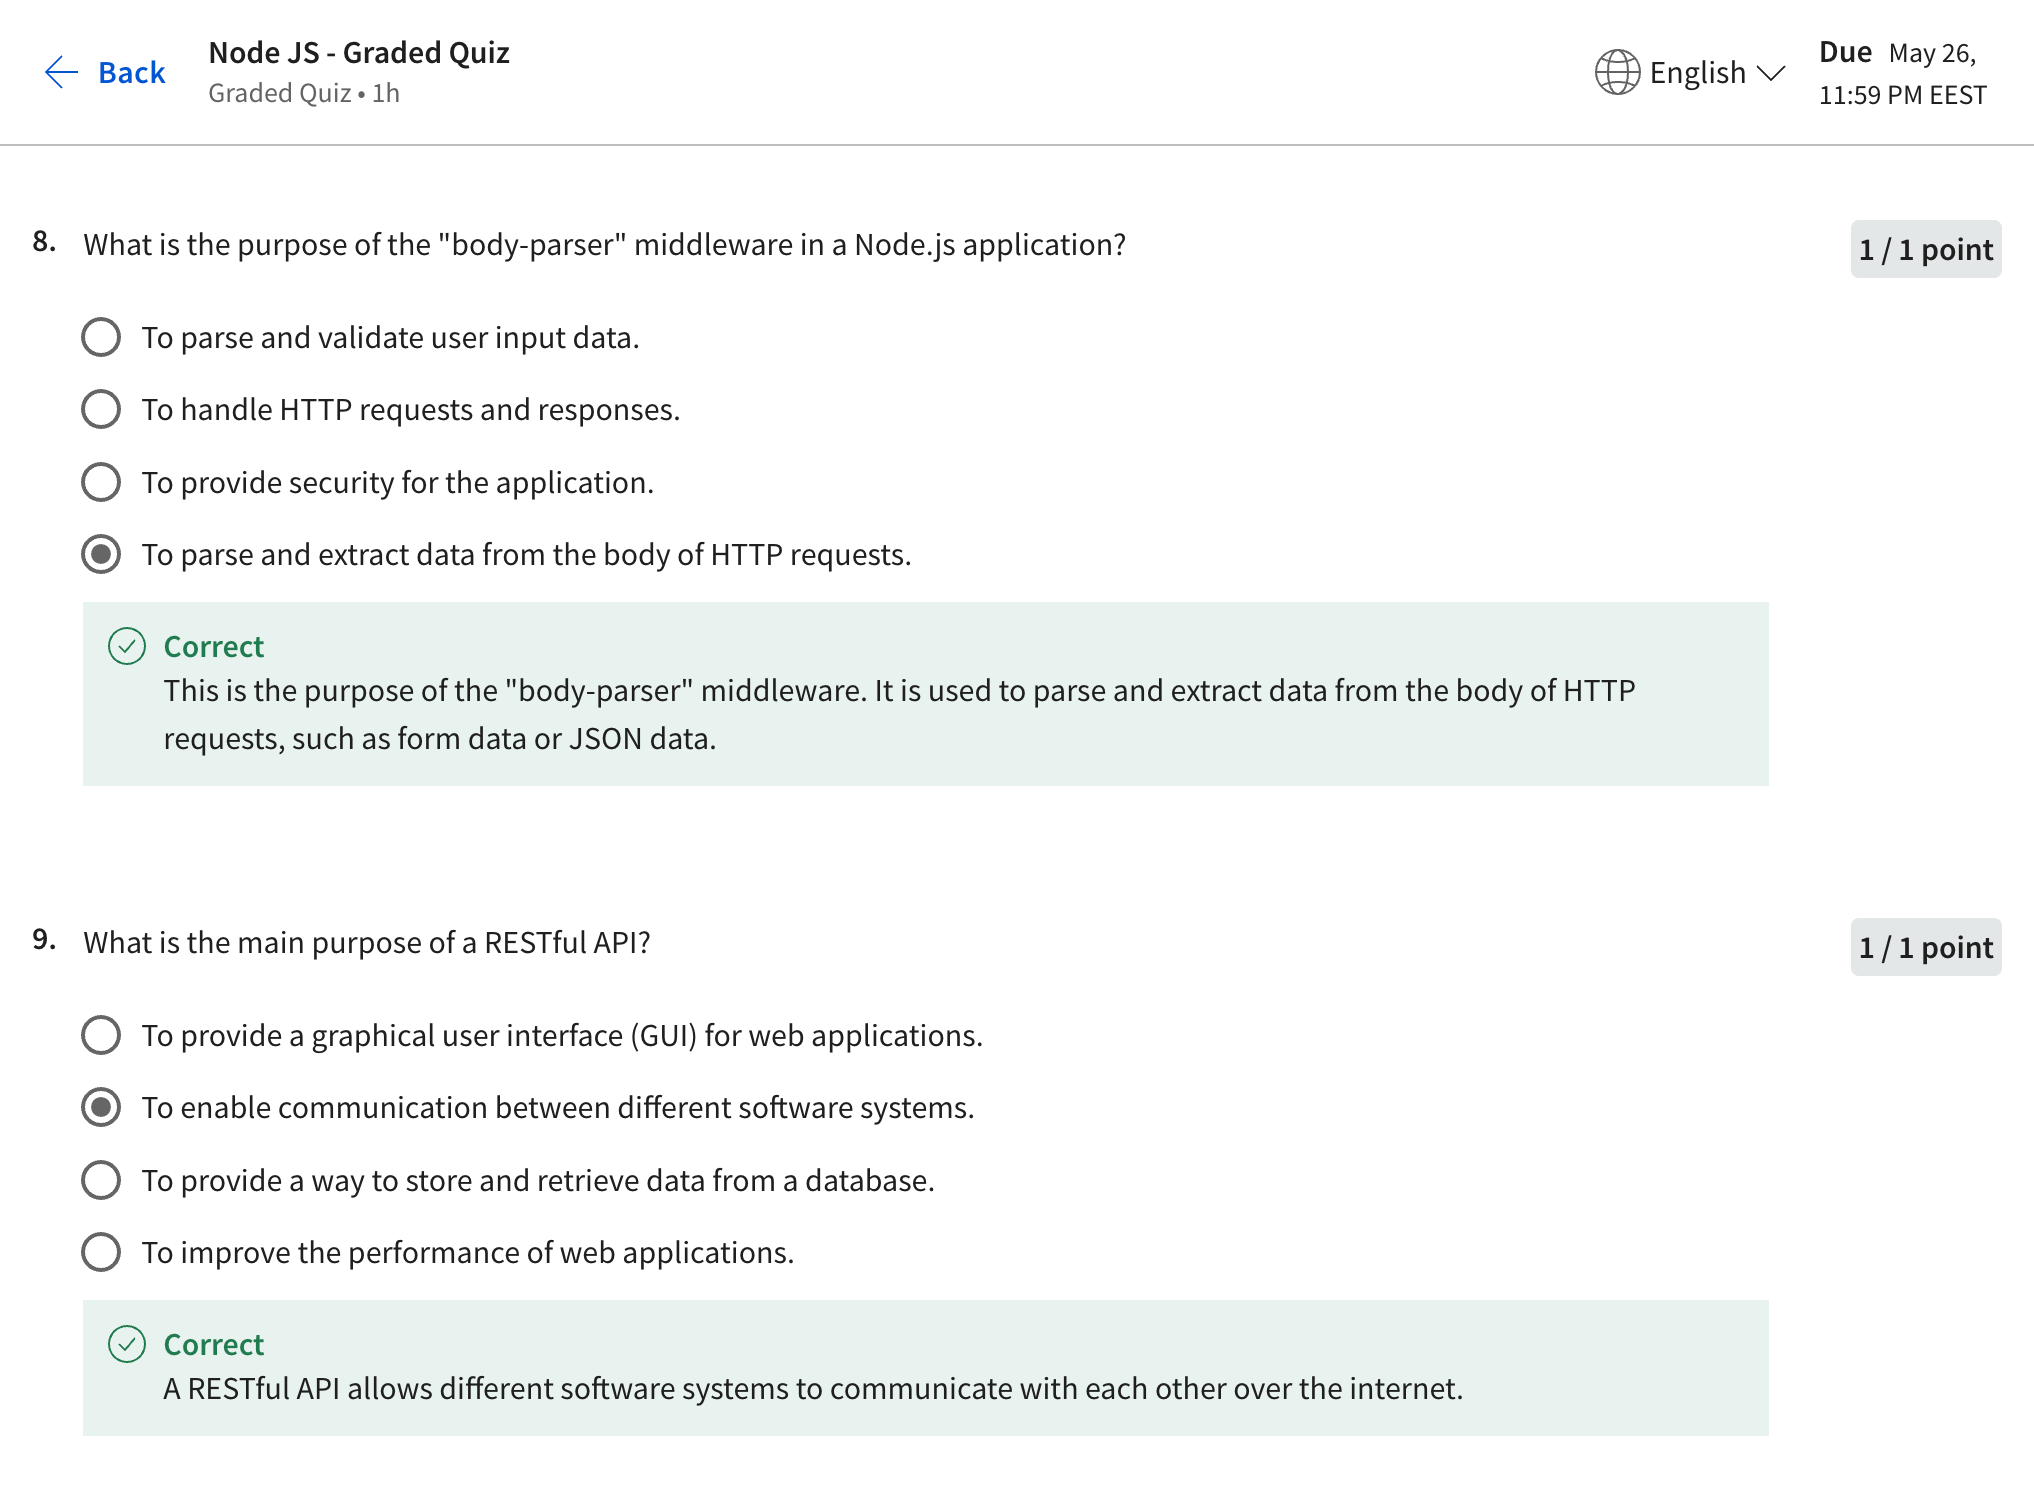 Back
Node JS - Graded Quiz
Graded Quiz • 1h
English
Due May 26,
11:59 PM EEST
8. What is the purpose of the "body-parser" middleware in a Node.js application?
1 / 1 point
To parse and validate user input data.
To handle HTTP requests and responses.
To provide security for the application.
To parse and extract data from the body of HTTP requests.
Correct
This is the purpose of the "body-parser" middleware. It is used to parse and extract data from the body of HTTP
requests, such as form data or JSON data.
9. What is the main purpose of a RESTful API?
1 / 1 point
To provide a graphical user interface (GUI) for web applications.
To enable communication between different software systems.
To provide a way to store and retrieve data from a database.
To improve the performance of web applications.
Correct
A RESTful API allows different software systems to communicate with each other over the internet.